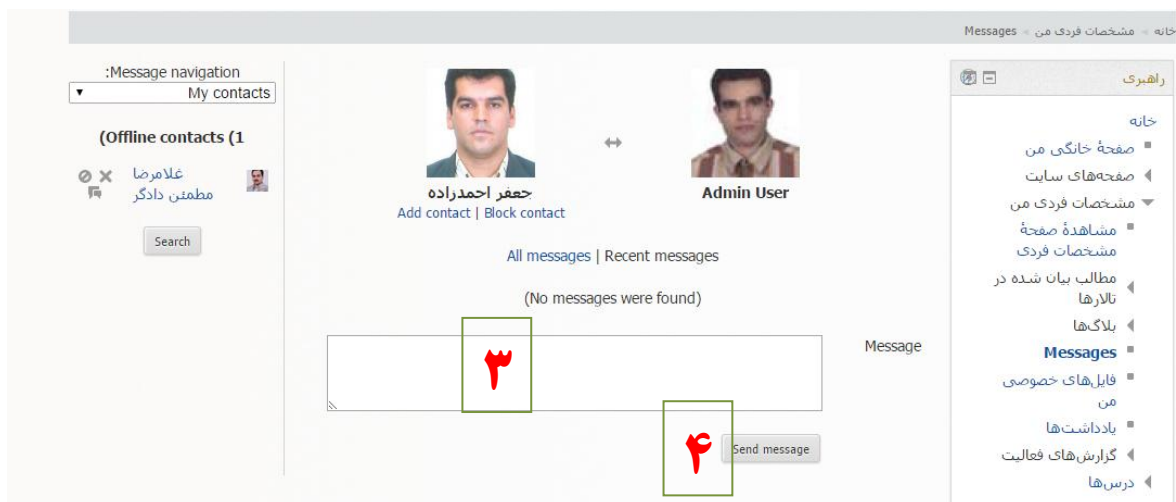 خانه ◄ مشخصات فردی من ◄ Messages
راهبری
خانه
صفحهٔ خانگی من
صفحه‌های سایت
مشخصات فردی من
مشاهدهٔ صفحهٔ
مشخصات فردی
مطالب بیان شده در
تالارها
بلاگ‌ها
Messages
فایل‌های خصوصی
من
یادداشت‌ها
گزارش‌های فعالیت
درس‌ها
Admin User
جعفر احمدزاده
Add contact | Block contact
All messages | Recent messages
(No messages were found)
Message
۳
۴
Send message
:Message navigation
My contacts
(Offline contacts (1
غلامرضا
مطمئن دادگر
Search